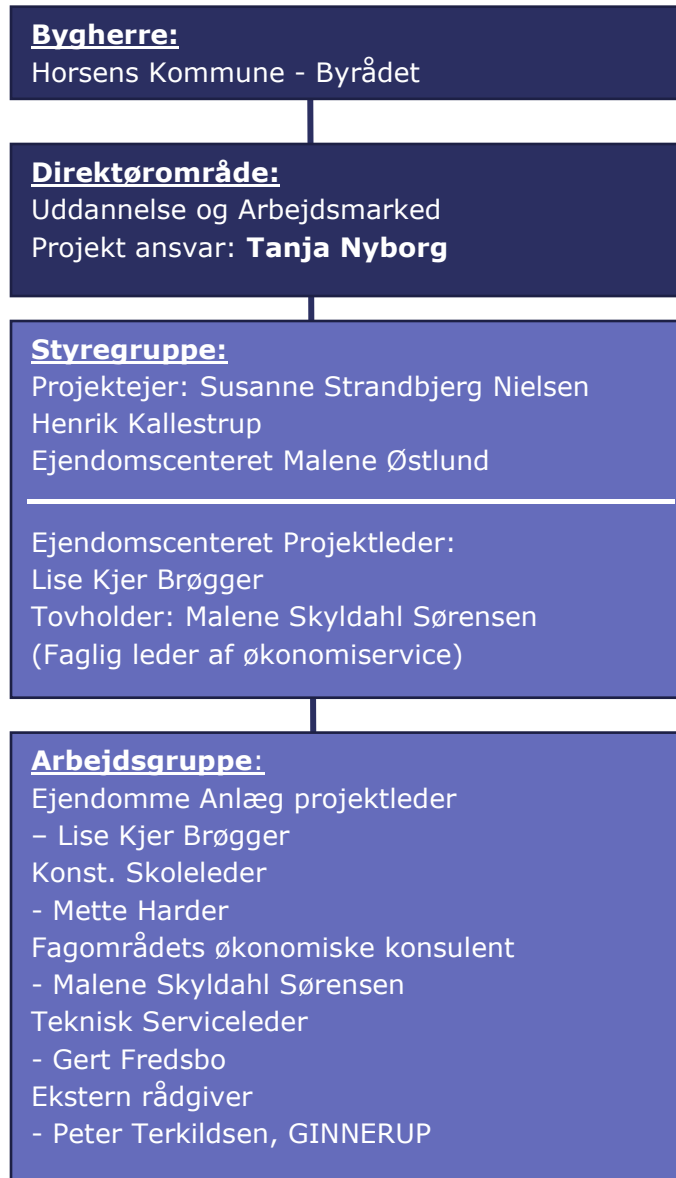 Bygherre:
Horsens Kommune - Byrådet
Direktørområde:
Uddannelse og Arbejdsmarked
Projekt ansvar: Tanja Nyborg
Styregruppe:
Projektejer: Susanne Strandbjerg Nielsen
Henrik Kallestrup
Ejendomscenteret Malene Østlund
Ejendomscenteret Projektleder:
Lise Kjer Brøgger
Tovholder: Malene Skyldahl Sørensen
(Faglig leder af økonomiservice)
Arbejdsgruppe:
Ejendomme Anlæg projektleder
– Lise Kjer Brøgger
Konst. Skoleleder
- Mette Harder
Fagområdets økonomiske konsulent
- Malene Skyldahl Sørensen
Teknisk Serviceleder
- Gert Fredsbo
Ekstern rådgiver
- Peter Terkildsen, GINNERUP